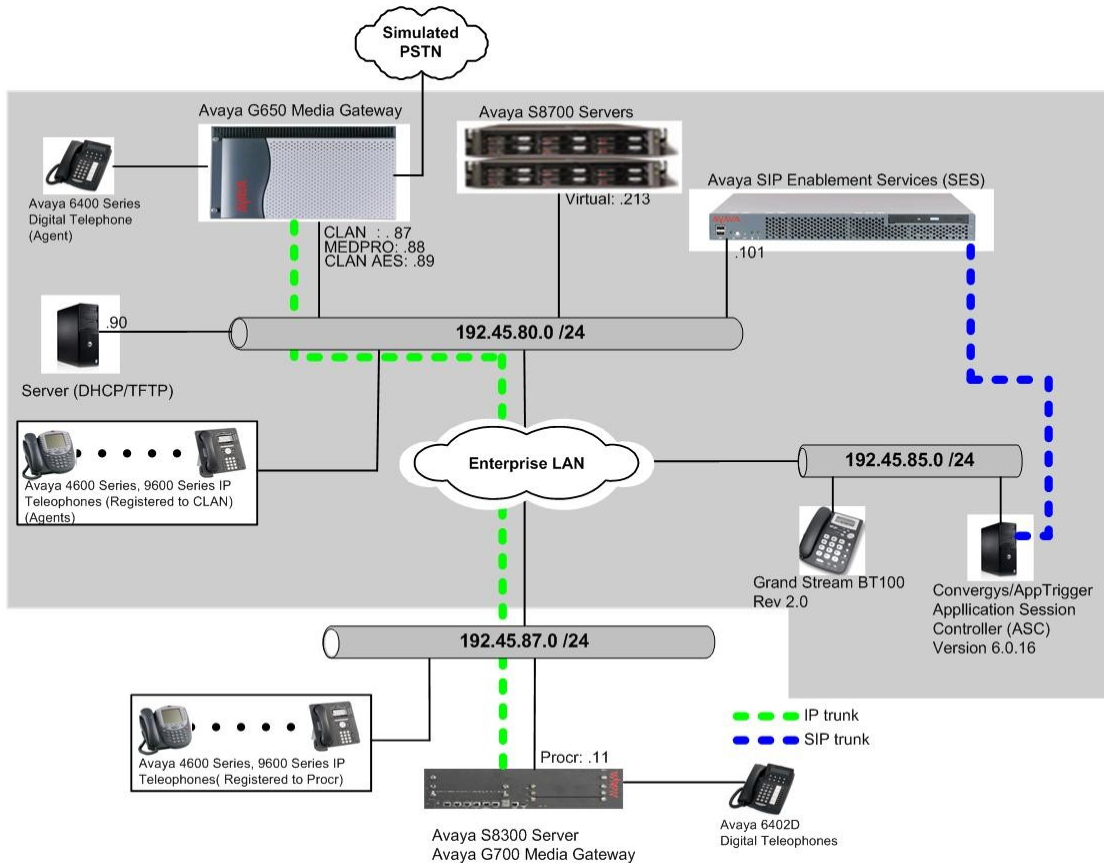 Simulated
PSTN
Avaya G650 Media Gateway
Avaya S8700 Servers
Avaya SIP Enablement Services (SES)
Avaya 6400 Series
Digital Telephone
(Agent)
Virtual: .213
CLAN : . 87
MEDPRO: .88
CLAN AES: .89
AVAYA
.101
.90
192.45.80.0 /24
Server (DHCP/TFTP)
Avaya 4600 Series, 9600 Series IP
Teleophones (Registered to CLAN)
(Agents)
Enterprise LAN
192.45.85.0 /24
Grand Stream BT100
Rev 2.0
Convergys/AppTrigger
Appllication Session
Controller (ASC)
Version 6.0.16
192.45.87.0 /24
Avaya 4600 Series, 9600 Series IP
Teleophones( Registered to Procr)
IP trunk
SIP trunk
Procr: .11
Avaya S8300 Server
Avaya G700 Media Gateway
Avaya 6402D
Digital Teleophones